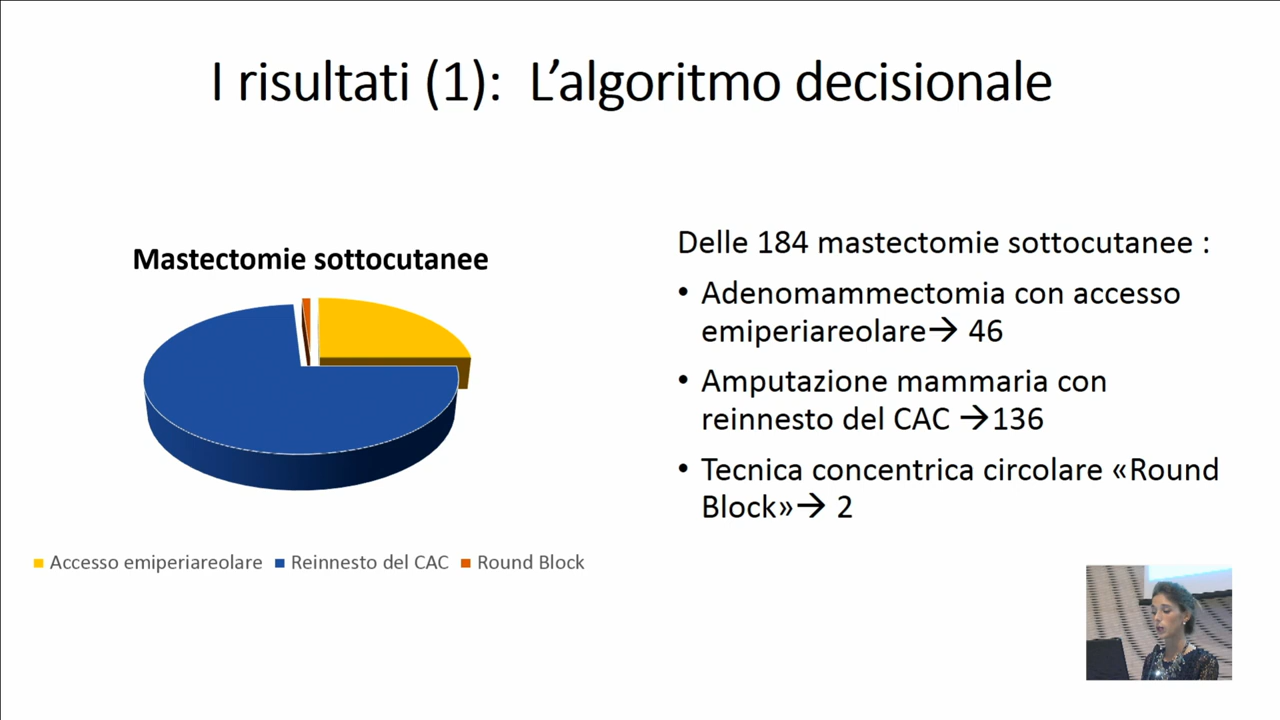 I risultati (1): L’algoritmo decisionale
Mastectomie sottocutanee
Accesso emiperiareolare Reinnesto del CAC Round Block
Delle 184 mastectomie sottocutanee :
• Adenomammectomia con accesso
emiperiareolare→ 46
• Amputazione mammaria con
reinnesto del CAC →136
• Tecnica concentrica circolare «Round
Block»→ 2